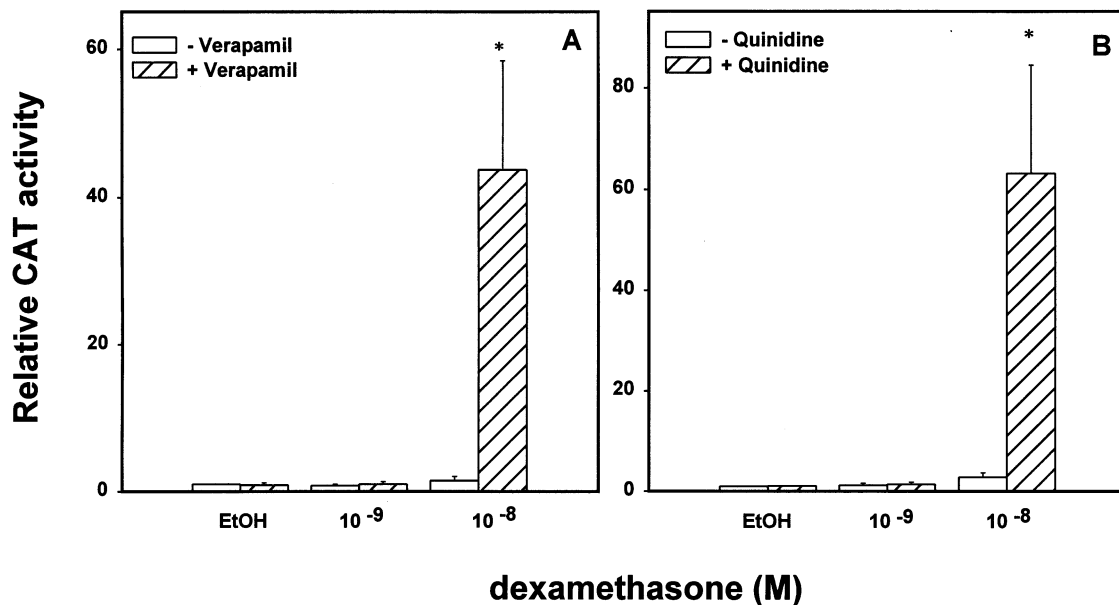 Relative CAT activity
A
- Verapamil
+ Verapamil
*
60
40
20
0
EtOH
10 -9
10 -8
B
- Quinidine
+ Quinidine
*
80
60
40
20
0
EtOH
10 -9
10 -8
dexamethasone (M)